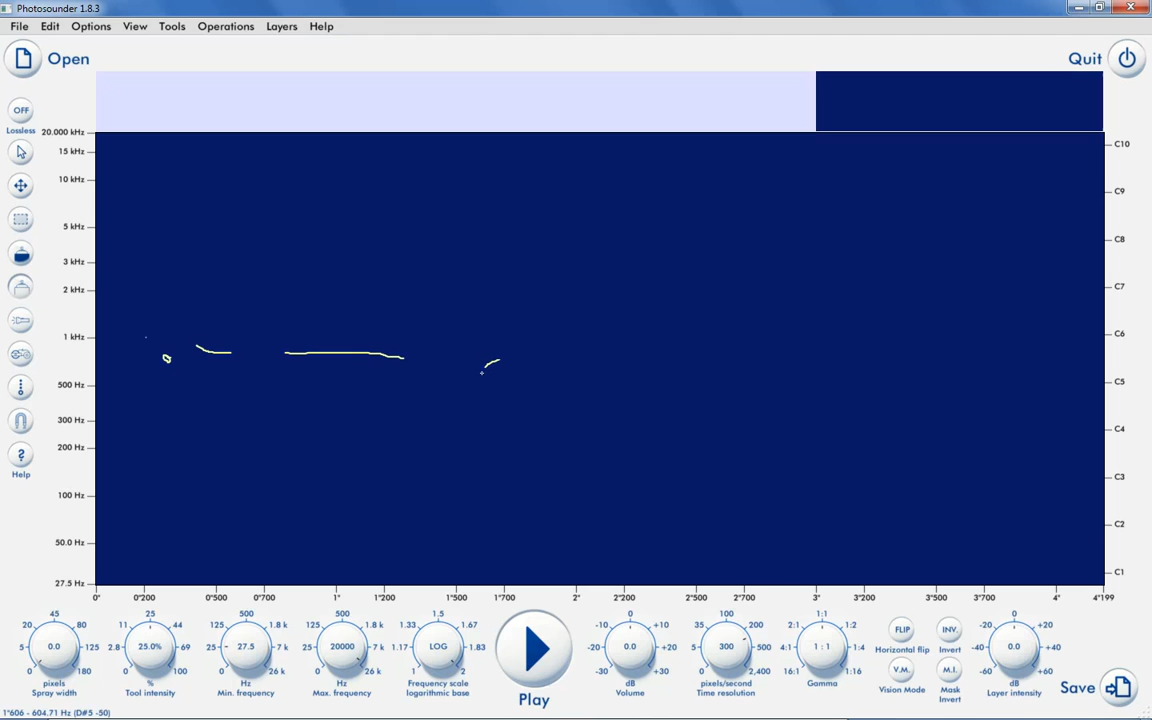 Photosounder 1.8.3
File Edit Options View Tools Operations Layers Help
Open
Quit
OFF
Lossless
20.000 kHz
15 kHz
10 kHz
5 kHz
3 kHz
2 kHz
1 kHz
500 Hz
300 Hz
200 Hz
100 Hz
50.0 Hz
27.5 Hz
C10
C9
C8
C7
C6
C5
C4
C3
C2
C1
?
Help
0" 0"200 0"500 0"700 1" 1"200 1"500 1"700 2" 2"200 2"500 2"700 3" 3"200 3"500 3"700 4" 4"199
45
20 80
5 0.0 125
0 180
pixels
Spray width
25
11 44
2.8 25.0% 69
0 100
%
Tool intensity
500
125 1.8 k
25 27.5 7 k
0 26 k
Hz
Min. frequency
500
125 1.8 k
25 20000 7 k
0 26 k
Hz
Max. frequency
1.5
1.33 1.67
1.17 LOG 1.83
1 2
Frequency scale
logarithmic base
Play
0
-10 +10
-20 0.0 +20
-30 +30
dB
Volume
100
35 200
5 300 500
0 2,400
pixels/second
Time resolution
1:1
2:1 1:2
4:1 1 : 1 1:4
16:1 1:16
Gamma
FLIP
Horizontal flip
V.M.
Vision Mode
INV.
Invert
M.I.
Mask
Invert
0
-20 +20
-40 0.0 +40
-60 +60
dB
Layer intensity
Save
1"606 - 604.71 Hz (D#5 -50)